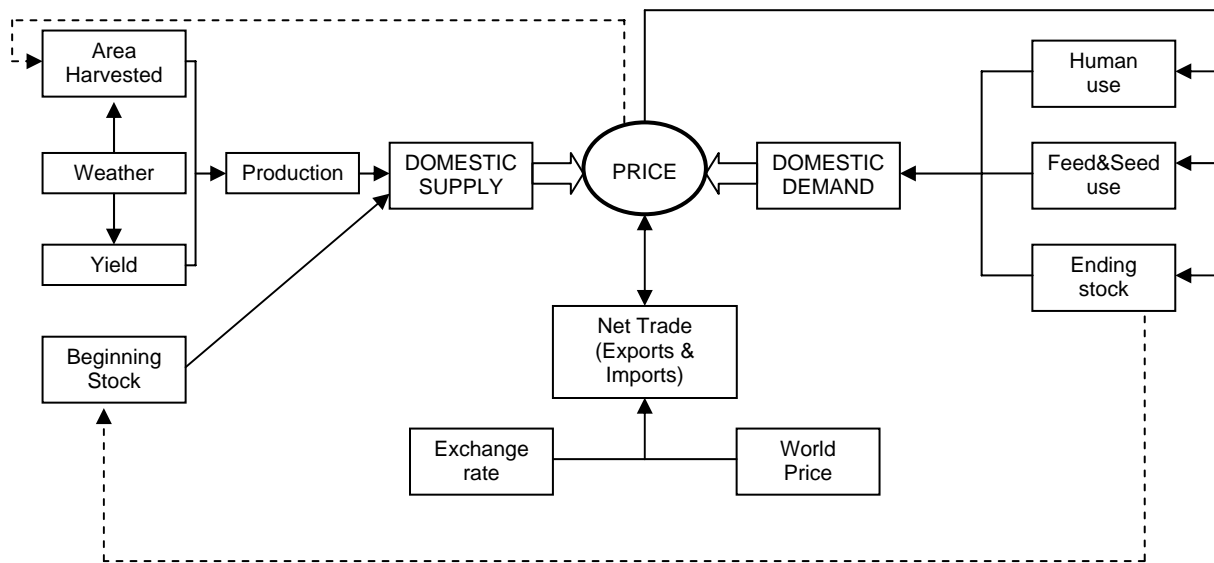 Area
Harvested
Weather
Yield
Beginning
Stock
Production
DOMESTIC
SUPPLY
PRICE
DOMESTIC
DEMAND
Human
use
Feed&Seed
use
Ending
stock
Net Trade
(Exports &
Imports)
Exchange
rate
World
Price